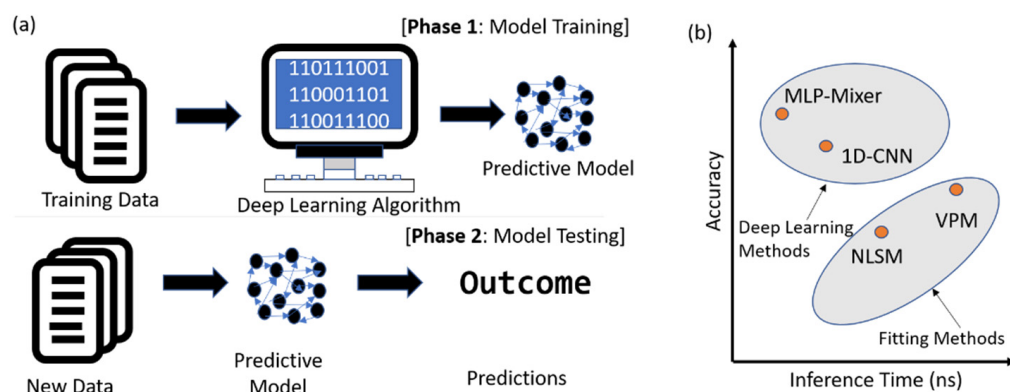 (a)
[Phase 1: Model Training]
110111001
110001101
110011100
Training Data
Deep Learning Algorithm
Predictive Model
[Phase 2: Model Testing]
Outcome
New Data
Predictive
Model
Predictions
(b)
Accuracy
MLP-Mixer
1D-CNN
Deep Learning
Methods
VPM
NLSM
Fitting Methods
Inference Time (ns)